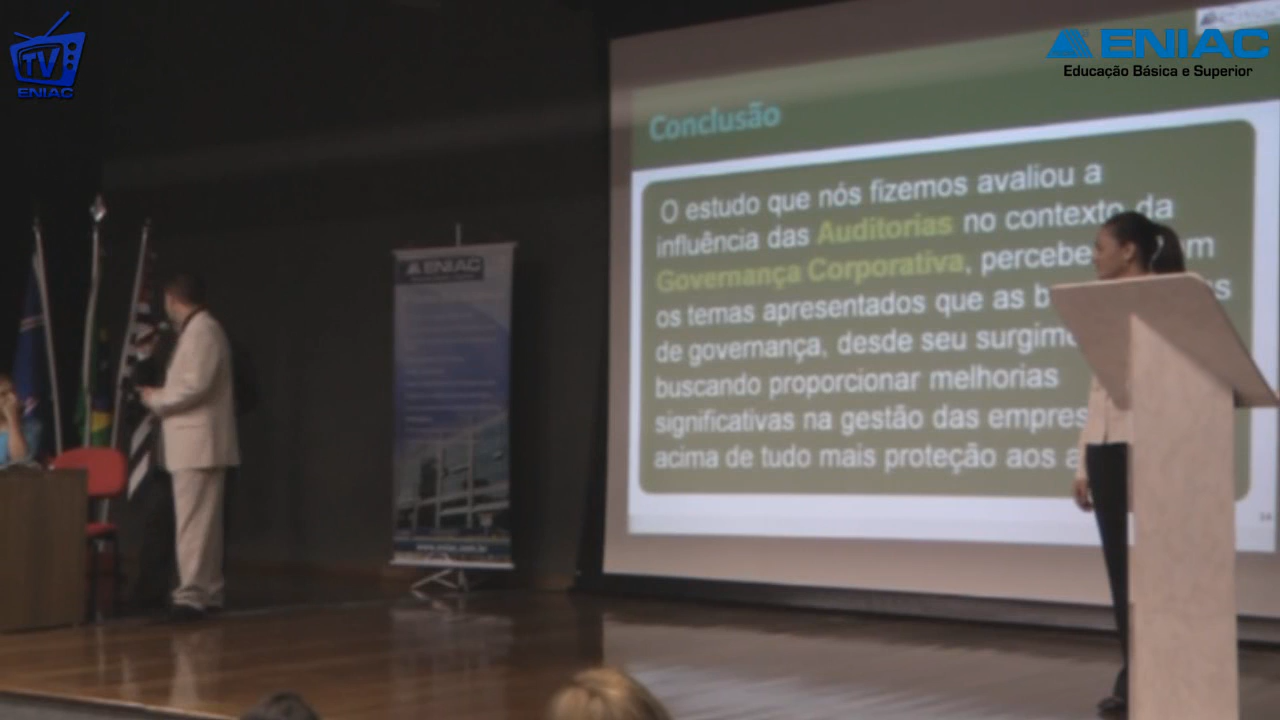 TV
ENIAC
ENIAC
Educação Básica e Superior
Conclusão
O estudo que nós fizemos avaliou a
influência das Auditorias no contexto da
Governança Corporativa, percebe
os temas apresentados que as b
de governança, desde seu surgim
buscando proporcionar melhorias
significativas na gestão das empres
acima de tudo mais proteção aos a
ENIAC